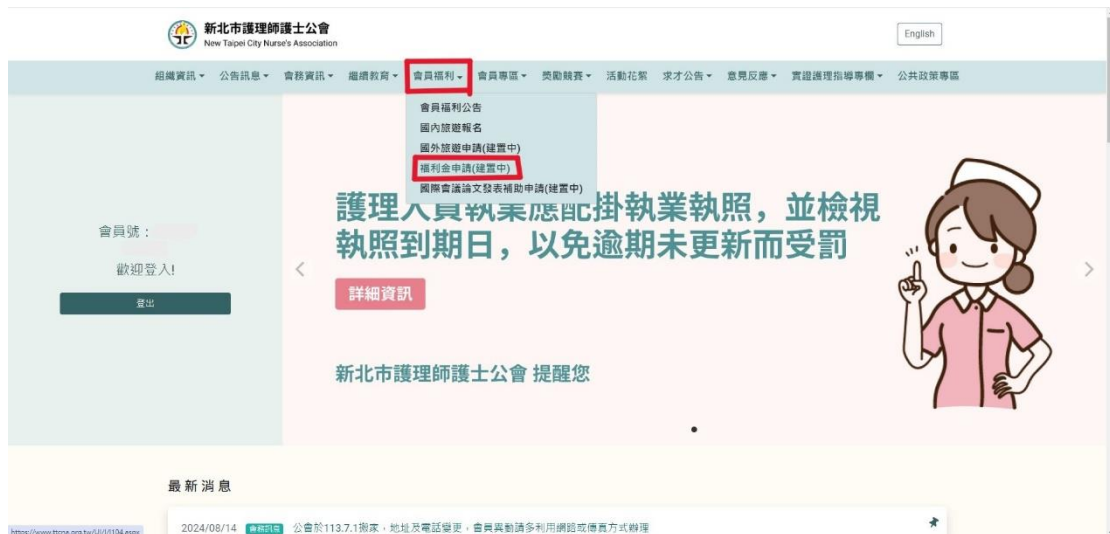 新北市護理師護士公會
New Taipei City Nurse's Association
English
組織資訊 公告訊息 會務資訊 繼續教育 會員福利 會員專區 獎勵競賽 活動花絮 求才公告 意見反應 實證護理指導專欄 公共政策專區
會員福利公告
國內旅遊報名
國外旅遊申請(建置中)
福利金申請(建置中)
國際會議論文發表補助申請(建置中)
會員號：
歡迎登入!
登出
護理人員執業應配掛執業執照，並檢視
執照到期日，以免逾期未更新而受罰
詳細資訊
新北市護理師護士公會 提醒您
最新消息
2024/08/14 會務訊息 公會於113.7.1搬家，地址及電話變更，會員異動請多利用網路或傳真方式辦理